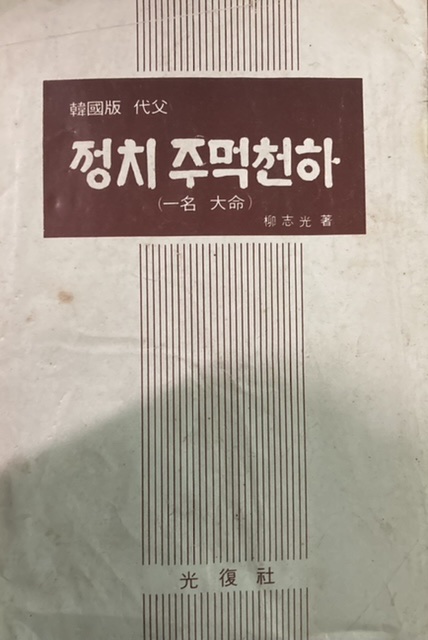 韓國版 代父
정치 주먹천하
(一名 大命)
柳志光 著
光復社